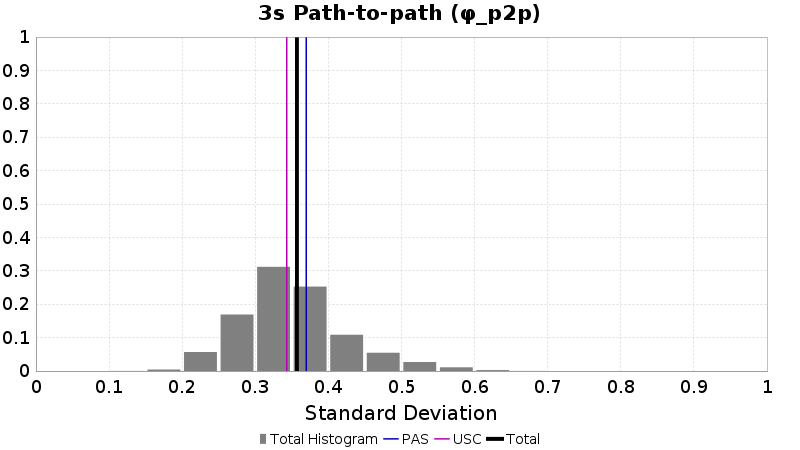 3s Path-to-path (φ_p2p)
1
0.9
0.8
0.7
0.6
0.5
0.4
0.3
0.2
0.1
0
0 0.1 0.2 0.3 0.4 0.5 0.6 0.7 0.8 0.9 1
Standard Deviation
Total Histogram PAS USC Total